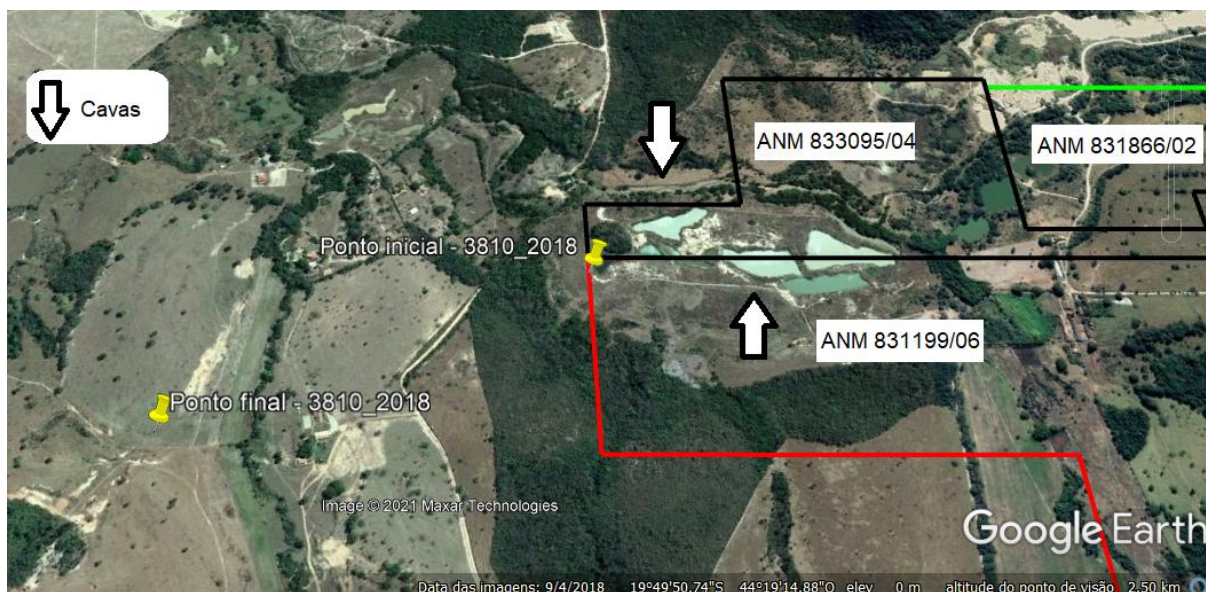 Cavas
ANM 833095/04
ANM 831866/02
Ponto inicial - 3810_2018
ANM 831199/06
Ponto final - 3810_2018
Image © 2021 Maxar Technologies
Google Earth
Data das imagens: 9/4/2018 19°49'50.74"S 44°19'14.88"O elev 0 m altitude do ponto de visão 2.50 km